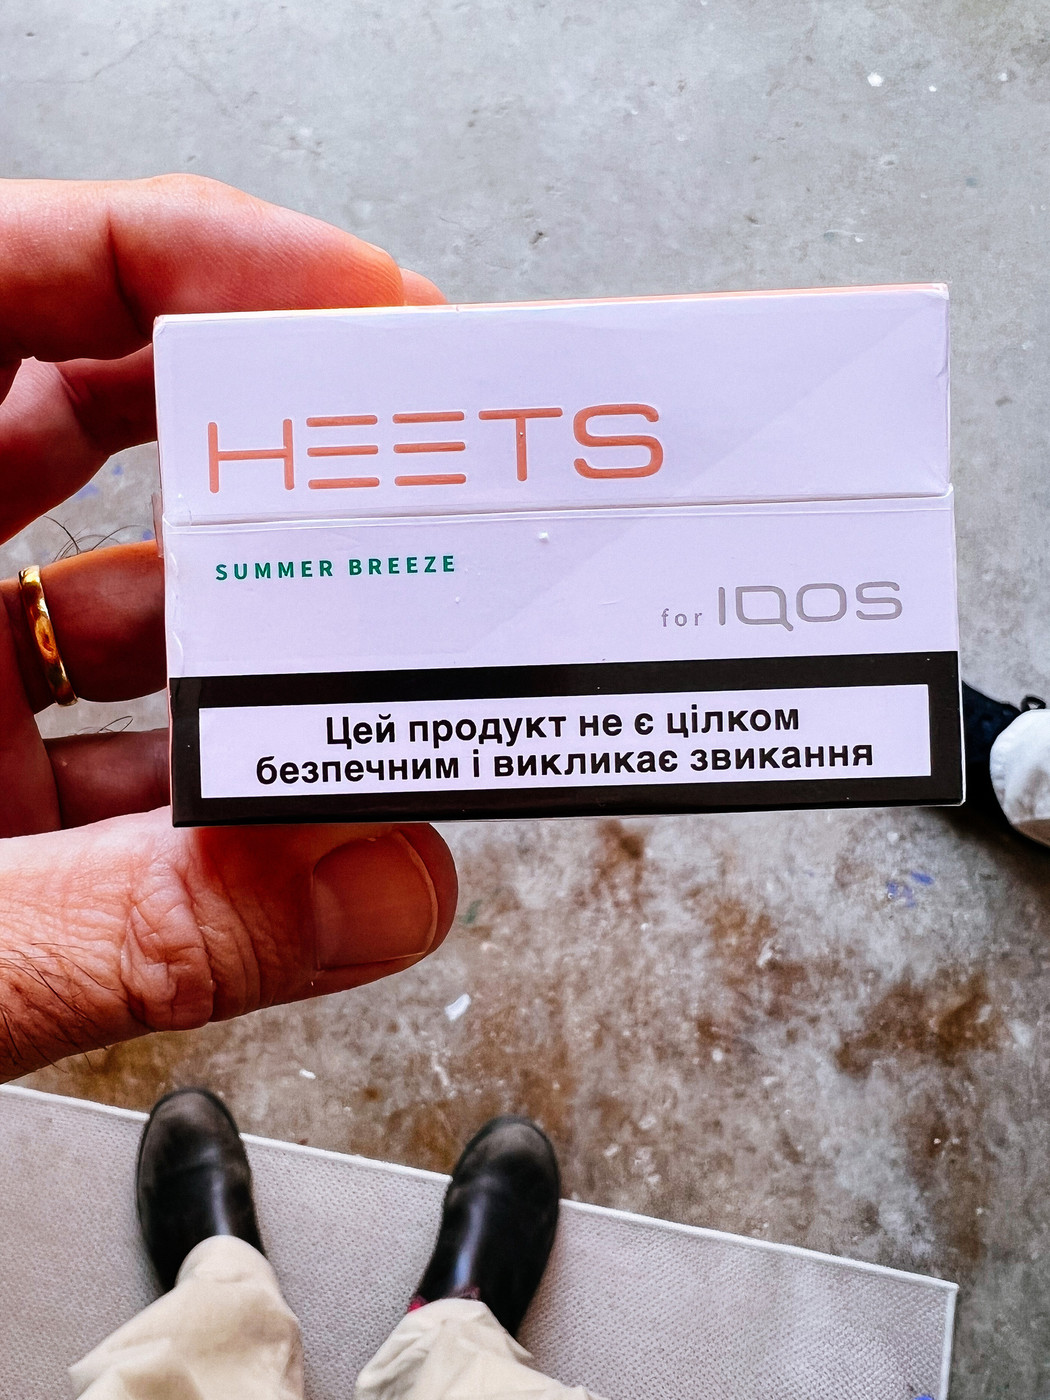 HEETS
SUMMER BREEZE
for IQOS
Цей продукт не є цілком
безпечним і викликає звикання